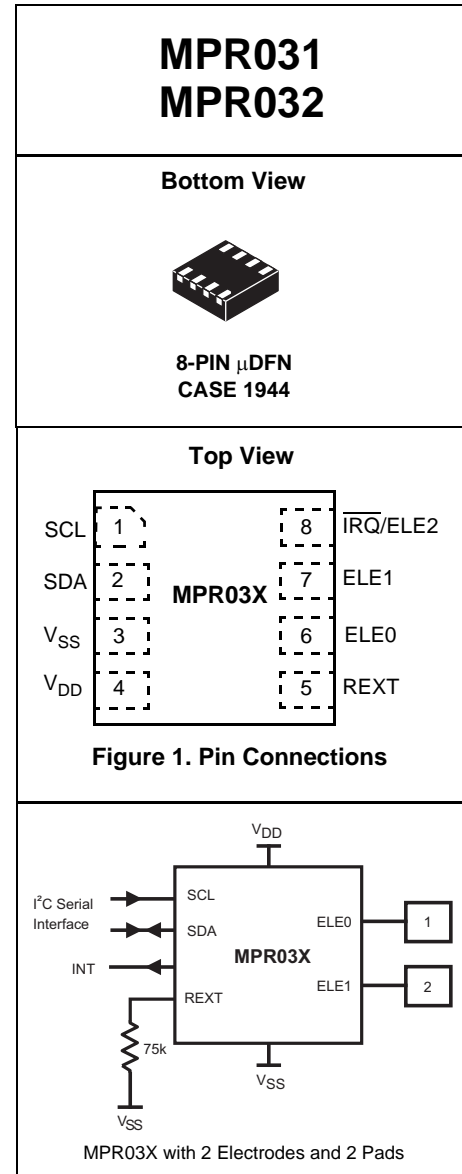 MPR031
MPR032
Bottom View
8-PIN μDFN
CASE 1944
Top View
SCL 1 8 IRQ/ELE2
SDA 2 MPR03X 7 ELE1
VSS 3 6 ELE0
VDD 4 5 REXT
Figure 1. Pin Connections
VDD
I²C Serial
Interface
SCL
SDA
INT
REXT
MPR03X
ELE0 1
ELE1 2
75k
VSS
VSS
MPR03X with 2 Electrodes and 2 Pads